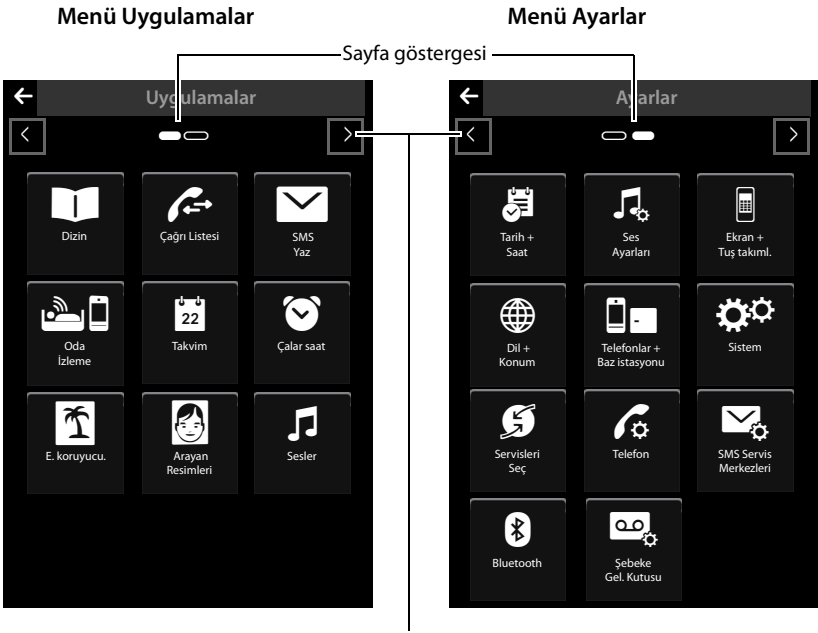 Menü Uygulamalar
Menü Ayarlar
Sayfa göstergesi
Uygulamalar
Dizin
Çağrı Listesi
SMS
Yaz
Oda
İzleme
22
Takvim
Çalar saat
E. koruyucu.
Arayan
Resimleri
Sesler
Ayarlar
Tarih +
Saat
Ses
Ayarları
Ekran +
Tuş takıml.
Dil +
Konum
Telefonlar +
Baz istasyonu
Sistem
Servisleri
Seç
Telefon
SMS Servis
Merkezleri
Bluetooth
Şebeke
Gel. Kutusu